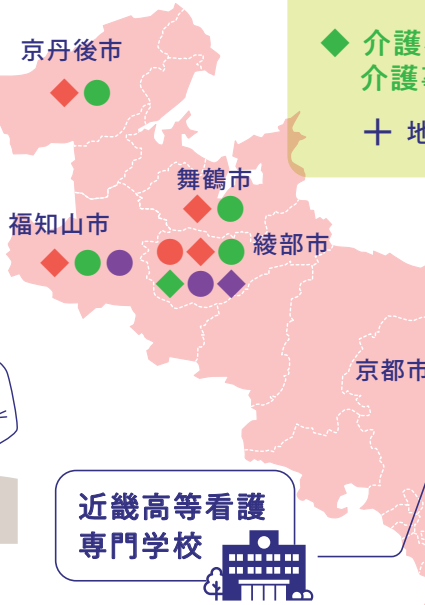 京丹後市
◆ 介護
介護
＋ 地
舞鶴市
福知山市
綾部市
京都市
近畿高等看護
専門学校